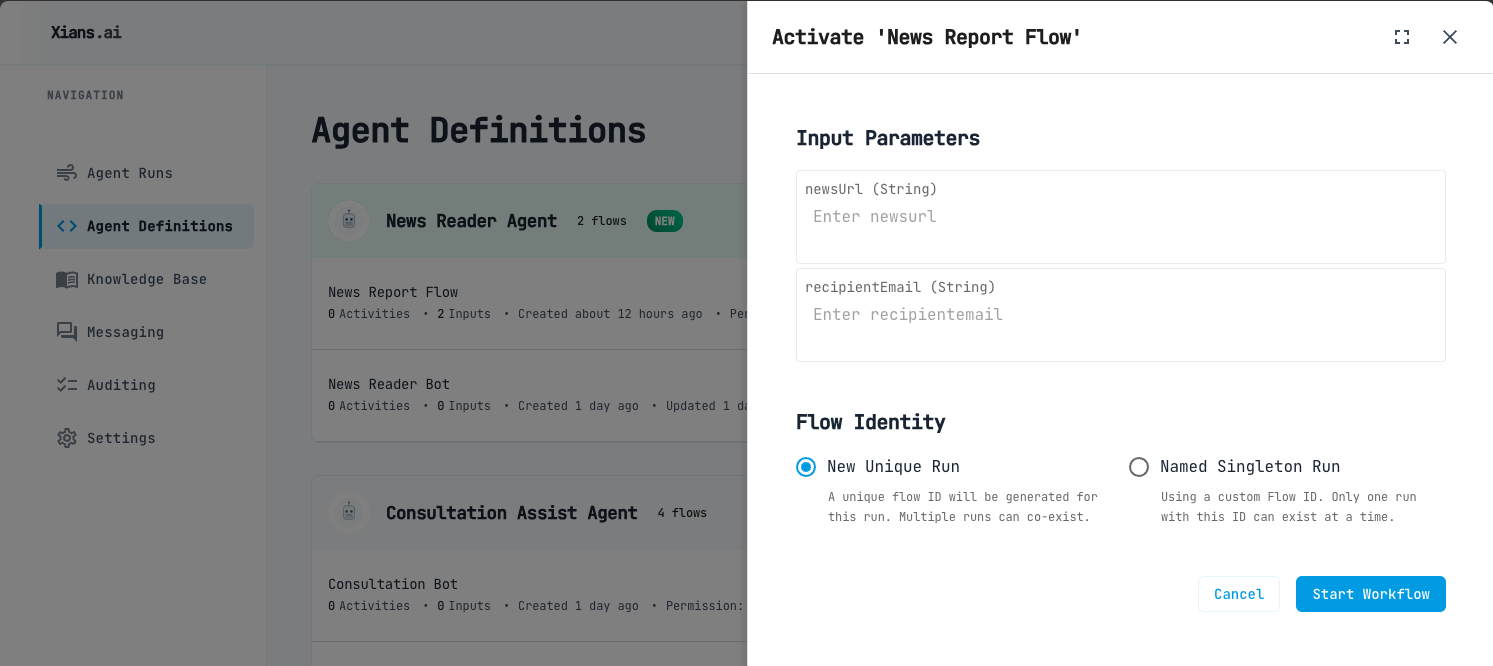 Xians.ai
NAVIGATION
Agent Runs
Agent Definitions
Knowledge Base
Messaging
Auditing
Settings
Agent Definitions
News Reader Agent 2 flows NEW
News Report Flow
0 Activities • 2 Inputs • Created about 12 hours ago •
News Reader Bot
0 Activities • 0 Inputs • Created 1 day ago • Updated 1
Consultation Assist Agent 4 flows
Consultation Bot
0 Activities • 0 Inputs • Created 1 day ago • Permission:
Activate 'News Report Flow'
Input Parameters
newsUrl (String)
Enter newsurl
recipientEmail (String)
Enter recipientemail
Flow Identity
New Unique Run
A unique flow ID will be generated for
this run. Multiple runs can co-exist.
Named Singleton Run
Using a custom Flow ID. Only one run
with this ID can exist at a time.
Cancel
Start Workflow